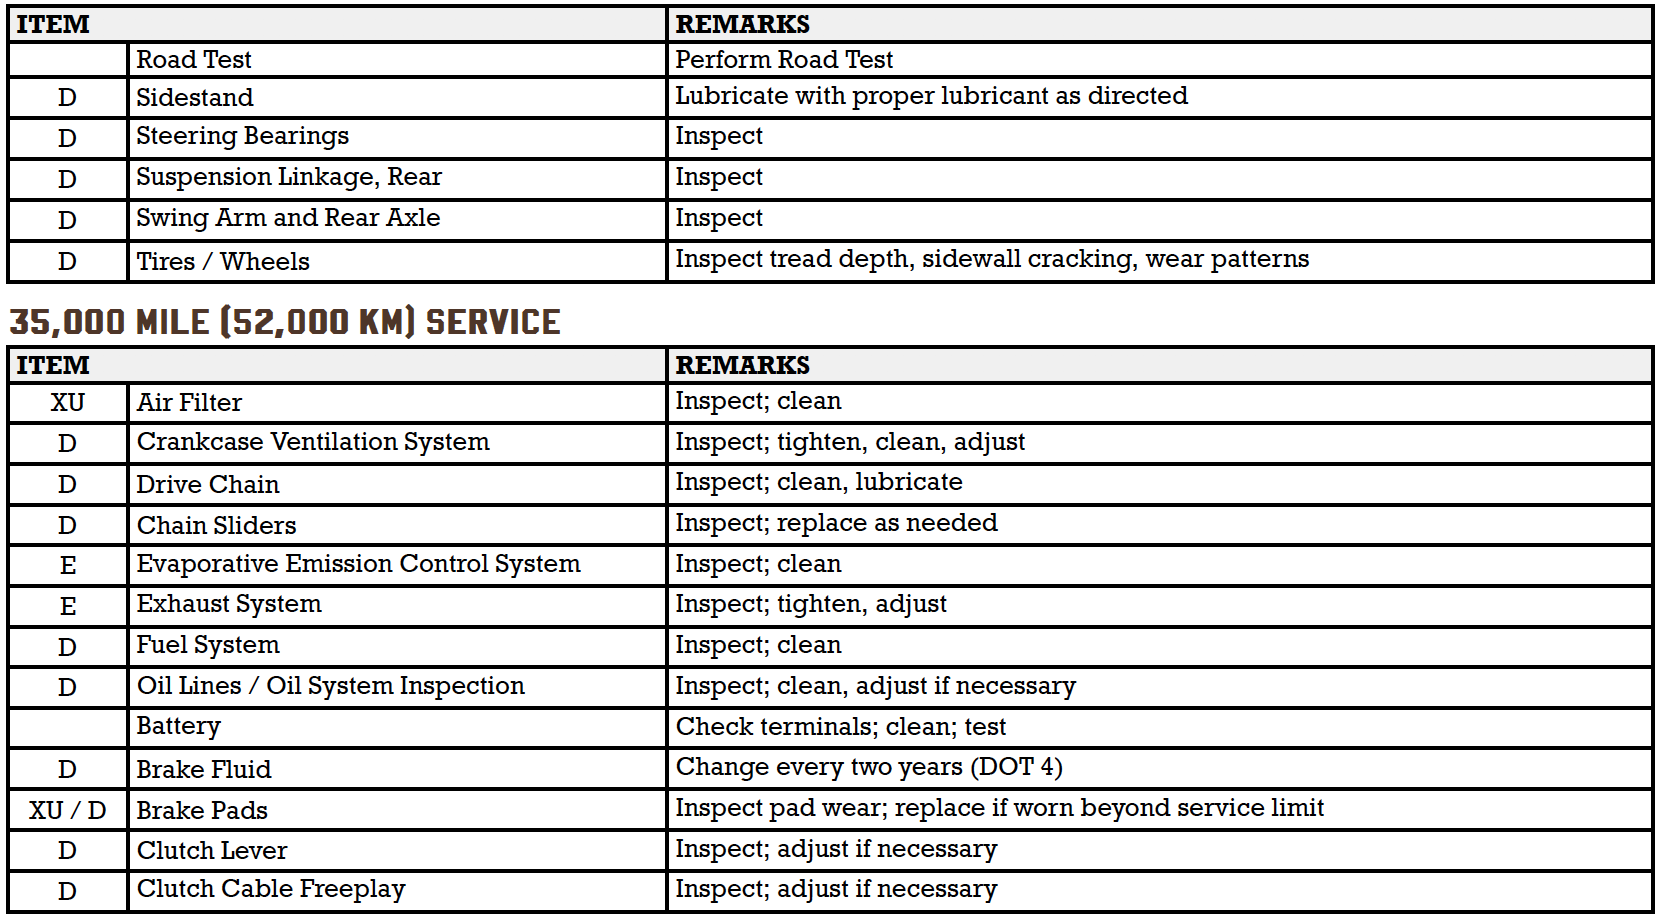 ITEM REMARKS
Road Test Perform Road Test
D Sidestand Lubricate with proper lubricant as directed
D Steering Bearings Inspect
D Suspension Linkage, Rear Inspect
D Swing Arm and Rear Axle Inspect
D Tires / Wheels Inspect tread depth, sidewall cracking, wear patterns
35,000 MILE (52,000 KM) SERVICE
ITEM REMARKS
XU Air Filter Inspect; clean
D Crankcase Ventilation System Inspect; tighten, clean, adjust
D Drive Chain Inspect; clean, lubricate
D Chain Sliders Inspect; replace as needed
E Evaporative Emission Control System Inspect; clean
E Exhaust System Inspect; tighten, adjust
D Fuel System Inspect; clean
D Oil Lines / Oil System Inspection Inspect; clean, adjust if necessary
Battery Check terminals; clean; test
D Brake Fluid Change every two years (DOT 4)
XU / D Brake Pads Inspect pad wear; replace if worn beyond service limit
D Clutch Lever Inspect; adjust if necessary
D Clutch Cable Freeplay Inspect; adjust if necessary